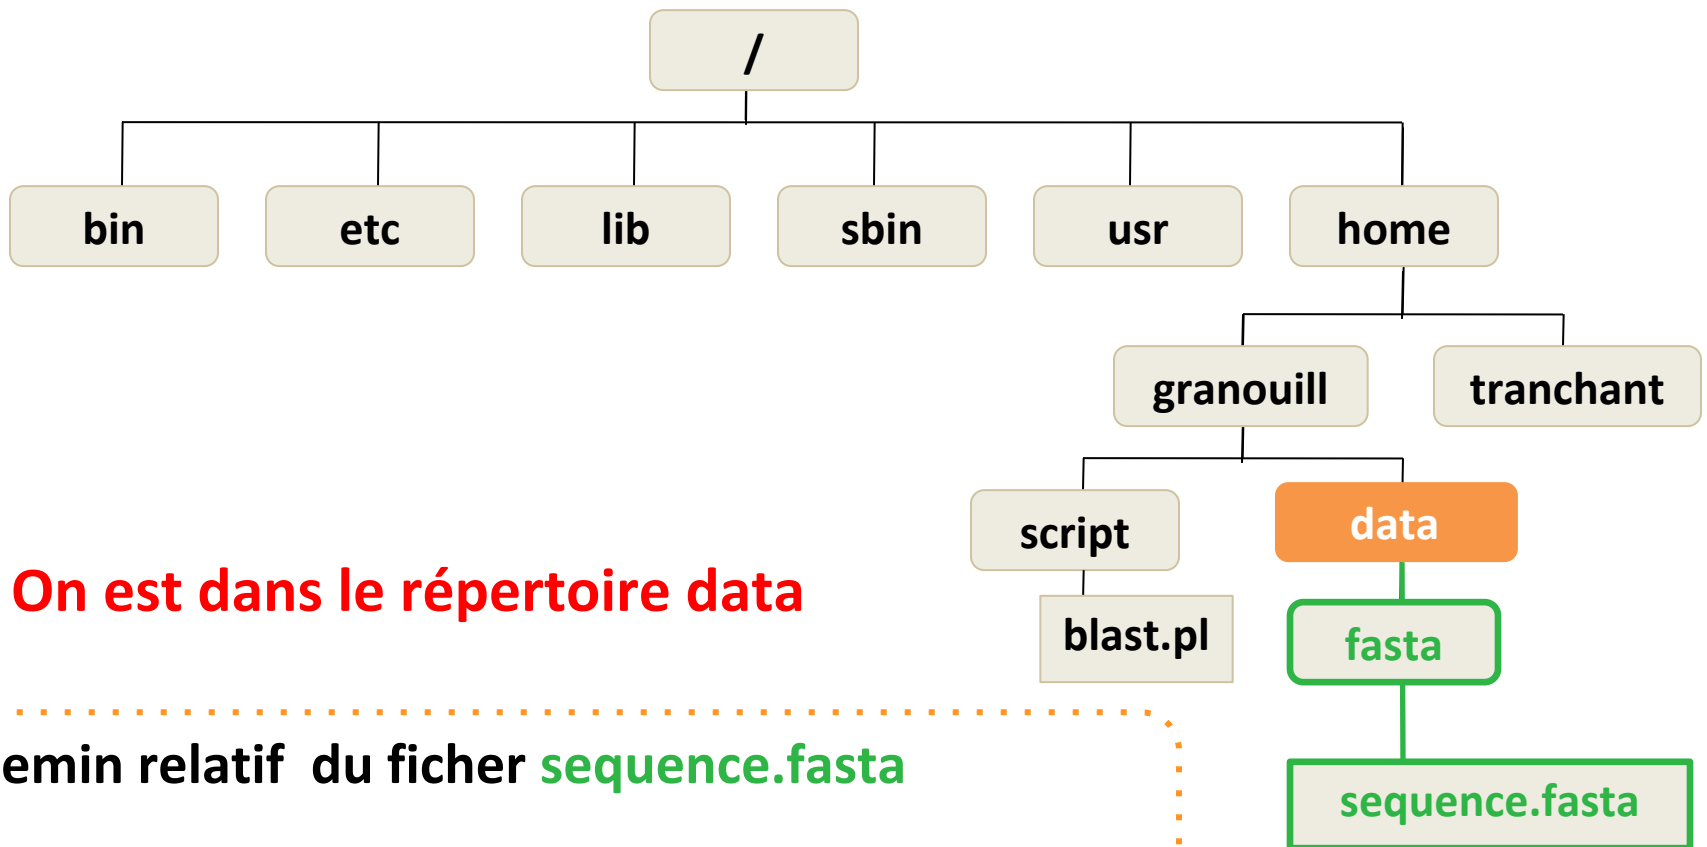 /
bin etc lib sbin usr home
granouill tranchant
script data
On est dans le répertoire data
blast.pl fasta
emin relatif du ficher sequence.fasta
sequence.fasta